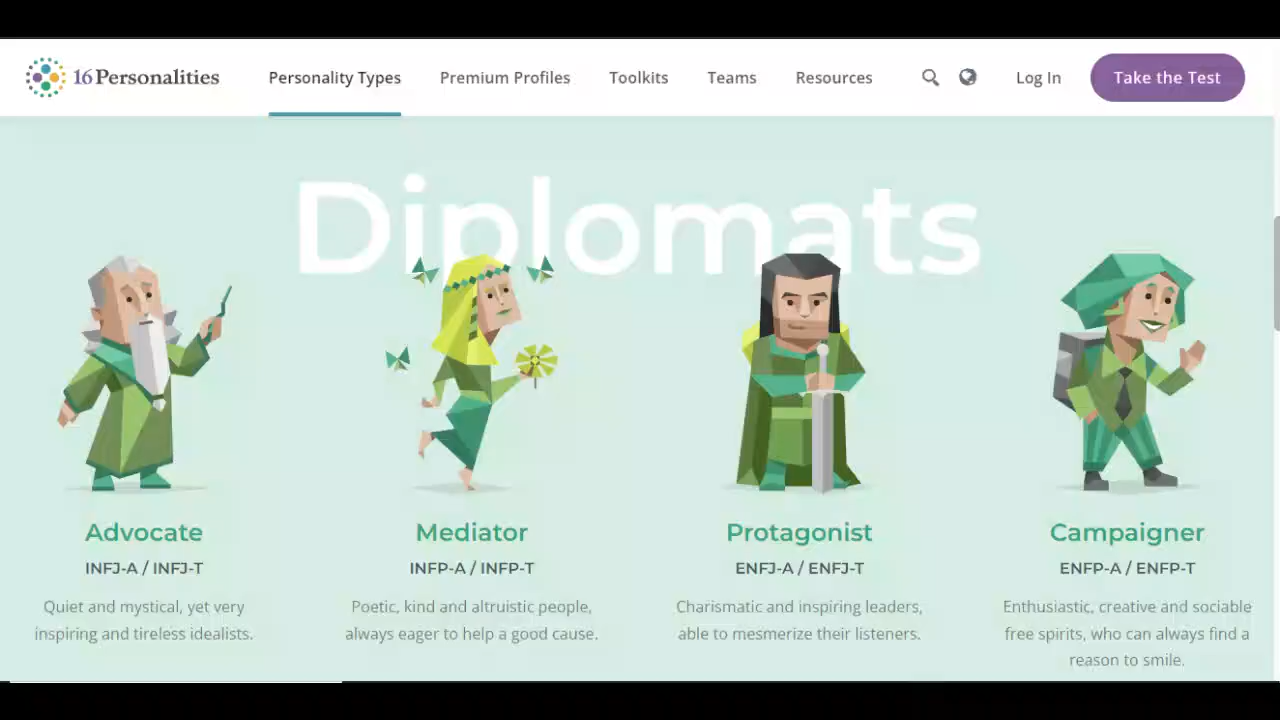 16Personalities
Personality Types
Premium Profiles
Toolkits
Teams
Resources
Log In
Take the Test
Diplomats
Advocate
INFJ-A / INFJ-T
Quiet and mystical, yet very
inspiring and tireless idealists.
Mediator
INFP-A / INFP-T
Poetic, kind and altruistic people,
always eager to help a good cause.
Protagonist
ENFJ-A / ENFJ-T
Charismatic and inspiring leaders,
able to mesmerize their listeners.
Campaigner
ENFP-A / ENFP-T
Enthusiastic, creative and sociable
free spirits, who can always find a
reason to smile.